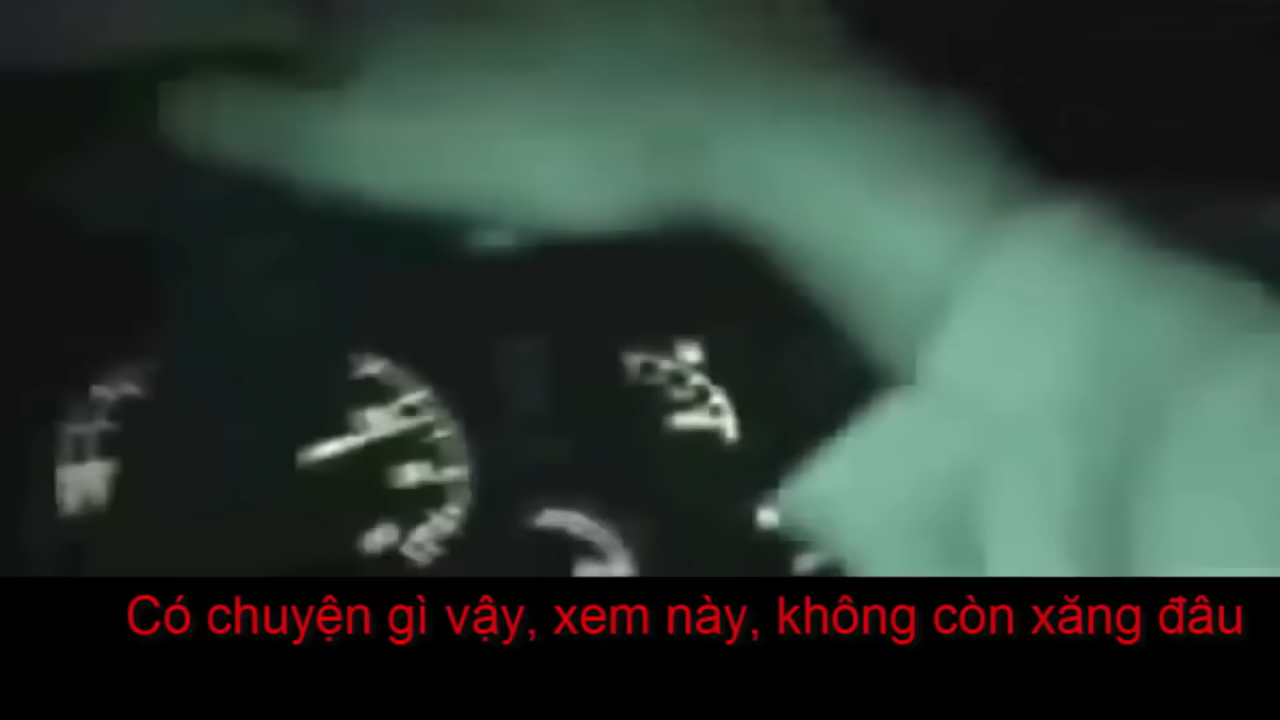 Có chuyện gì vậy, xem này, không còn xăng đâu